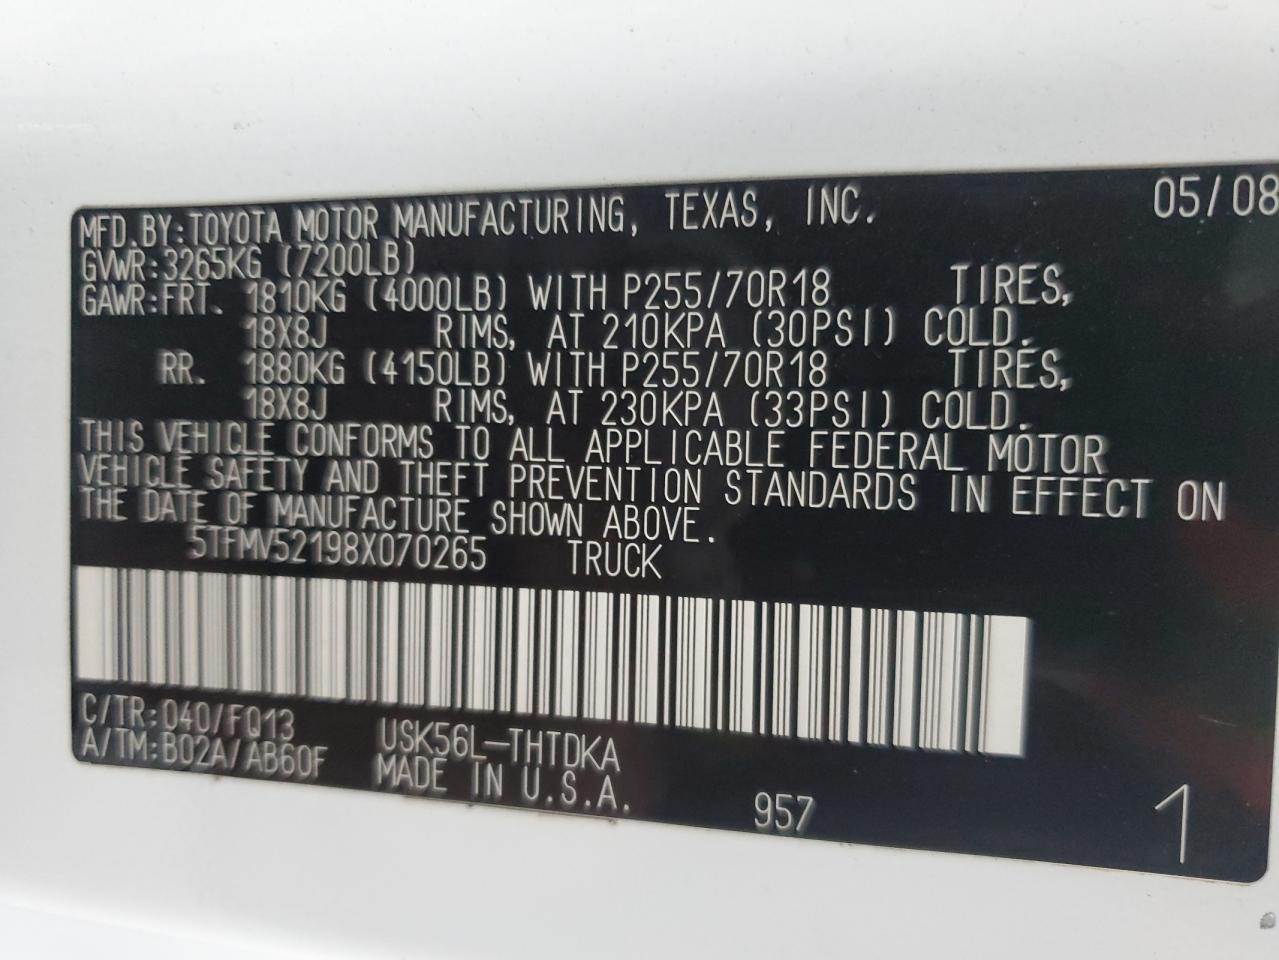 MFD.BY:TOYOTA MOTOR MANUFACTURING, TEXAS, INC. 05/08
GVWR:3265KG (7200LB)
GAWR:FRT. 1810KG (4000LB) WITH P255/70R18 TIRES,
18X8J RIMS, AT 210KPA (30PSI) COLD.
RR. 1880KG (4150LB) WITH P255/70R18 TIRES,
18X8J RIMS, AT 230KPA (33PSI) COLD.
THIS VEHICLE CONFORMS TO ALL APPLICABLE FEDERAL MOTOR
VEHICLE SAFETY AND THEFT PREVENTION STANDARDS IN EFFECT ON
THE DATE OF MANUFACTURE SHOWN ABOVE.
5TFMV52198X070265 TRUCK
C/TR:040/FQ13 USK56L-THTDKA
A/TM:B02A/AB60F MADE IN U.S.A.
957 1